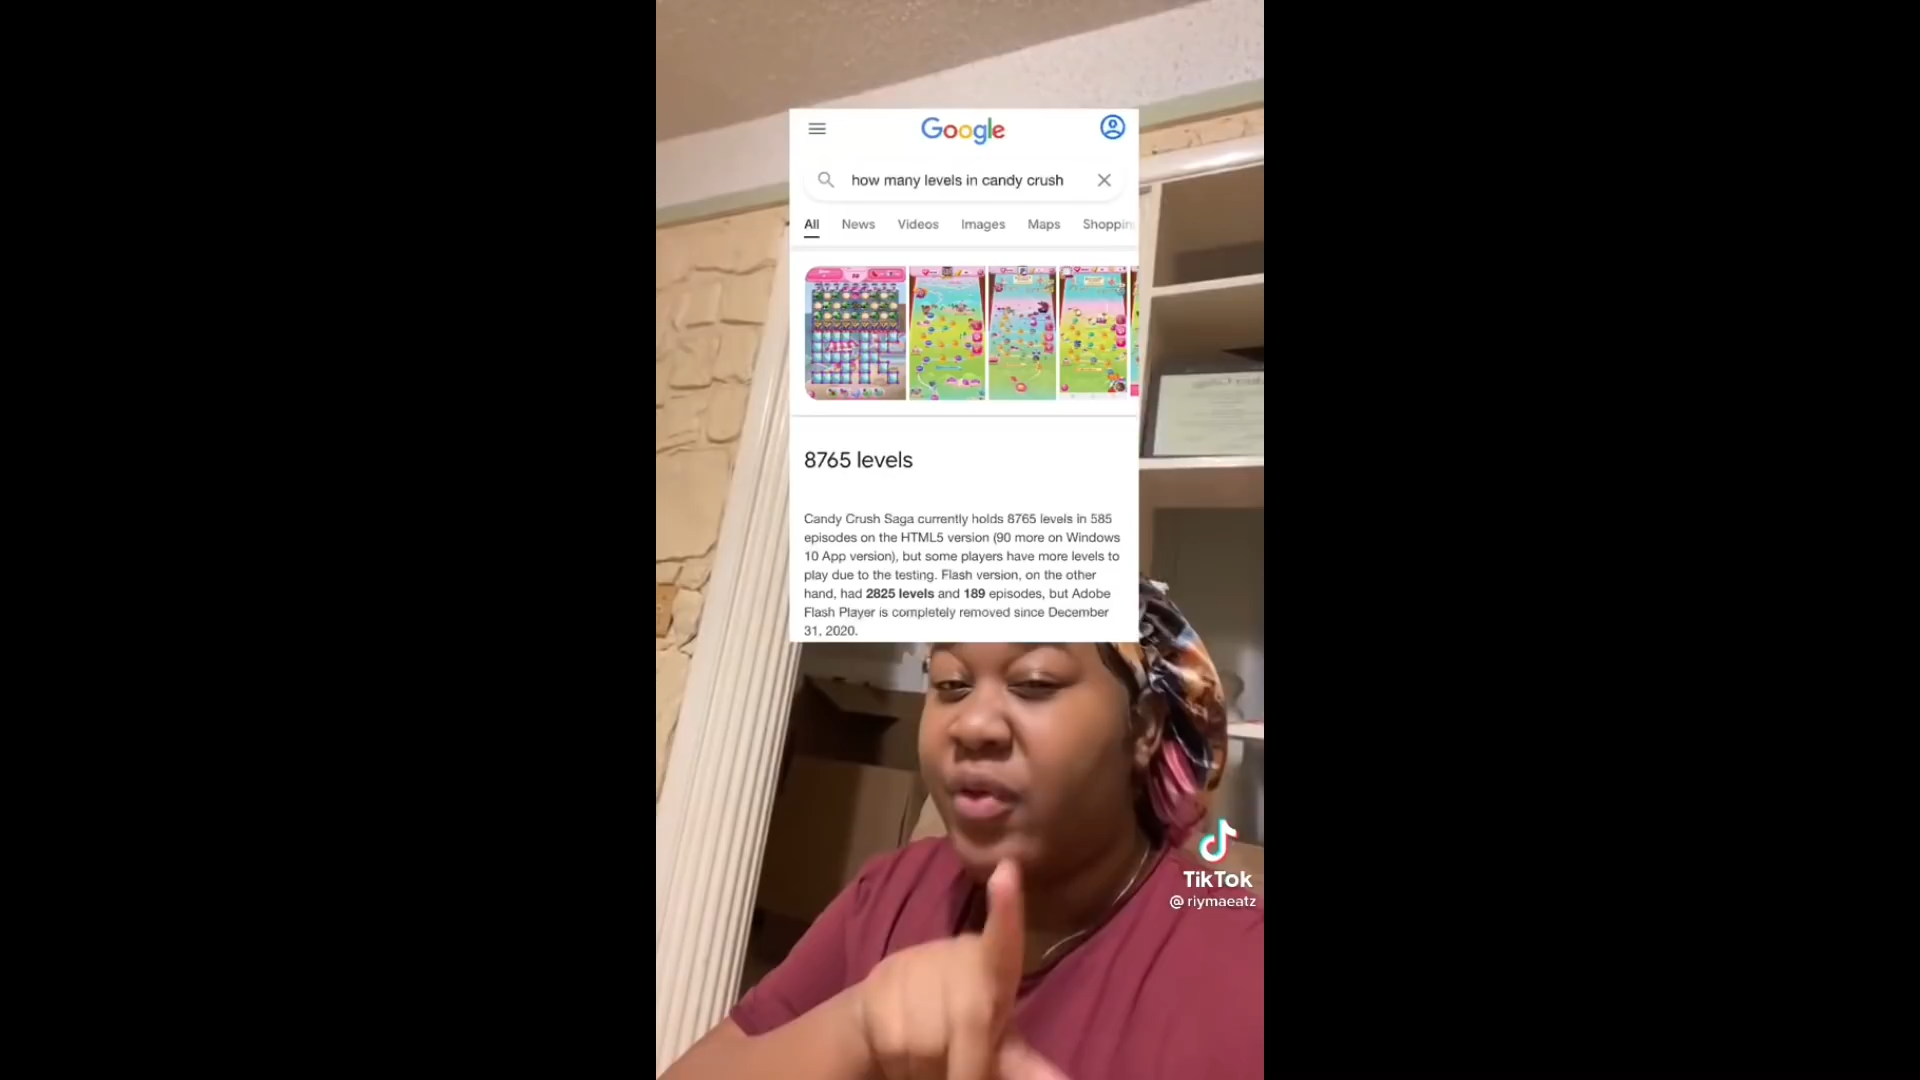 Google
how many levels in candy crush
All News Videos Images Maps Shopping
8765 levels
Candy Crush Saga currently holds 8765 levels in 585
episodes on the HTML5 version (90 more on Windows
10 App version), but some players have more levels to
play due to the testing. Flash version, on the other
hand, had 2825 levels and 189 episodes, but Adobe
Flash Player is completely removed since December
31, 2020.
TikTok
@riymaeatz